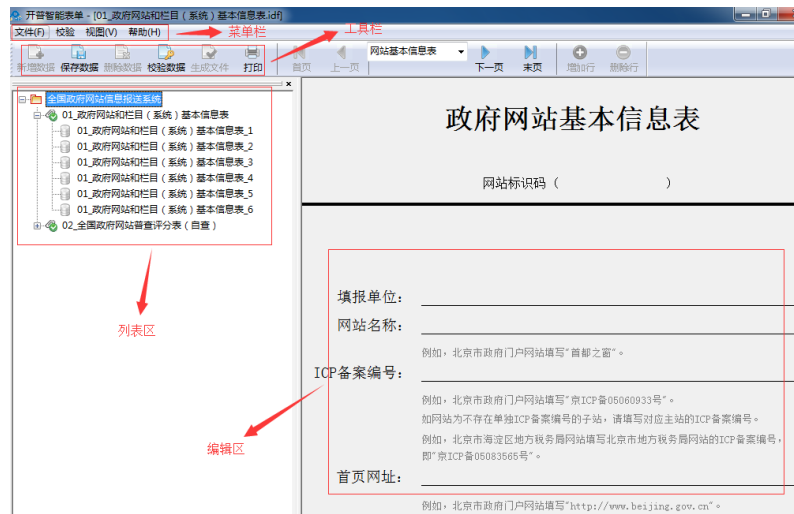 开普智能表单 - [01_政府网站和栏目（系统）基本信息表.idf]
文件(F) 校验 视图(V) 帮助(H) 菜单栏 工具栏
新增数据 保存数据 删除数据 校验数据 生成文件 打印 首页 上一页 网站基本信息表 下一页 末页 增加行 删除行
全国政府网站信息报送系统
01_政府网站和栏目（系统）基本信息表
01_政府网站和栏目（系统）基本信息表_1
01_政府网站和栏目（系统）基本信息表_2
01_政府网站和栏目（系统）基本信息表_3
01_政府网站和栏目（系统）基本信息表_4
01_政府网站和栏目（系统）基本信息表_5
01_政府网站和栏目（系统）基本信息表_6
02_全国政府网站普查评分表（自查）
列表区
编辑区
政府网站基本信息表
网站标识码（ ）
填报单位：
网站名称：
例如，北京市政府门户网站填写"首都之窗"。
ICP备案编号：
例如，北京市政府门户网站填写"京ICP备05060933号"。
如网站为不存在单独ICP备案编号的子站，请填写对应主站的ICP备案编号。
例如，北京市海淀区地方税务局网站填写北京市地方税务局网站的ICP备案编号，
即"京ICP备05083565号"。
首页网址：
例如，北京市政府门户网站填写"http://www.beijing.gov.cn"。